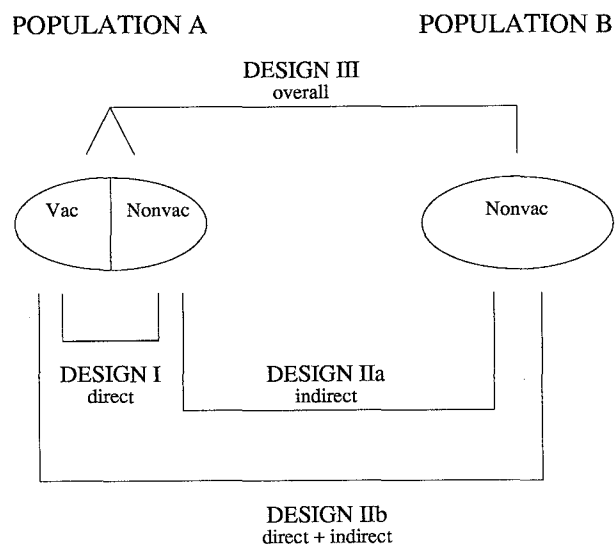 POPULATION A
POPULATION B
DESIGN III
overall
Vac
Nonvac
Nonvac
DESIGN I
direct
DESIGN IIa
indirect
DESIGN IIb
direct + indirect